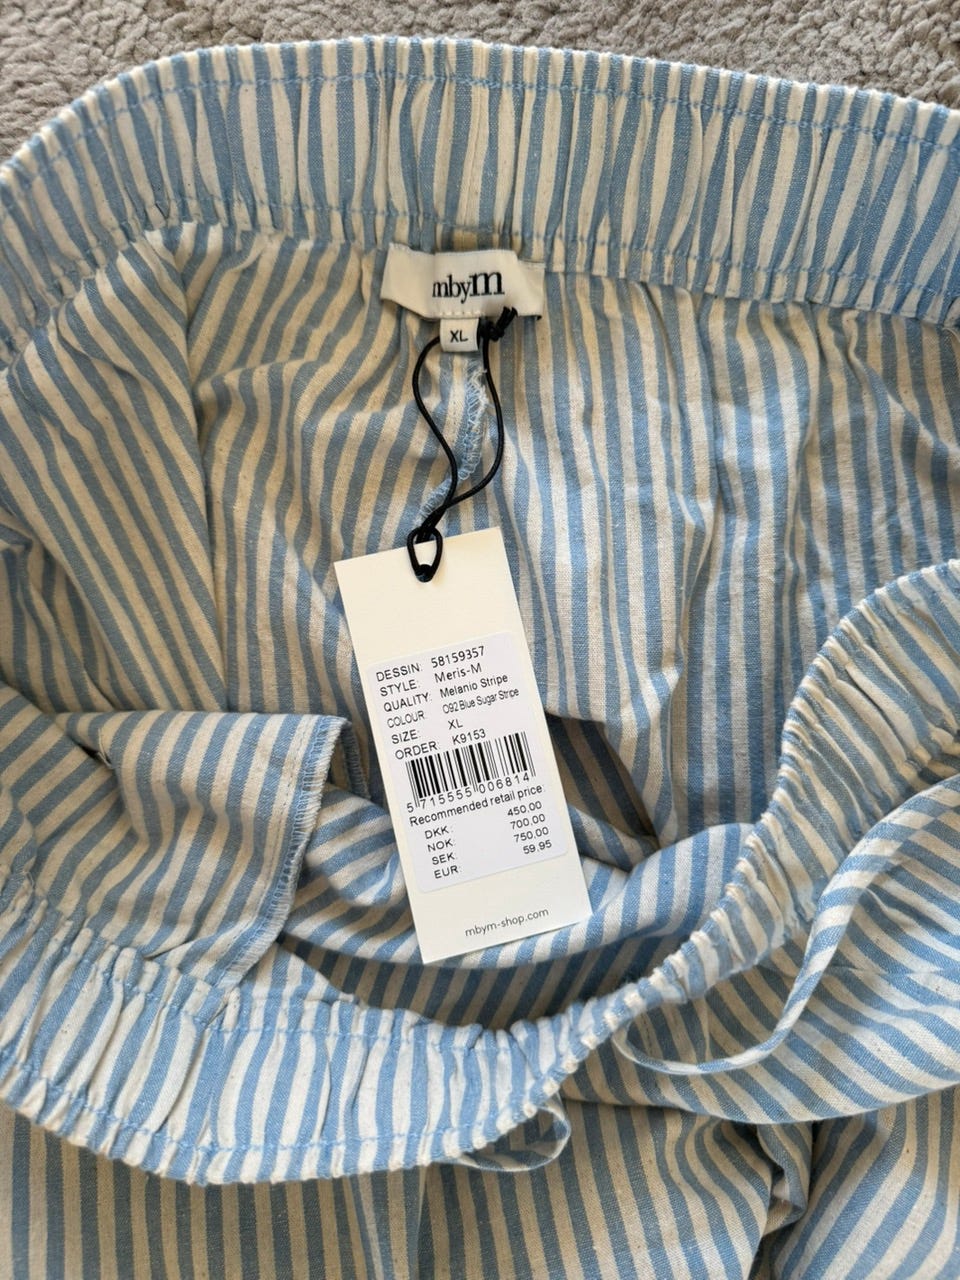 mbym
XL
DESSIN: 58159357
STYLE: Meris-M
QUALITY: Melanio Stripe
COLOUR: 092 Blue Sugar Stripe
SIZE: XL
ORDER: K9153
5 715555 006814
Recommended retail price:
DKK: 450.00
NOK: 700.00
SEK: 750.00
EUR: 59.95
mbym-shop.com